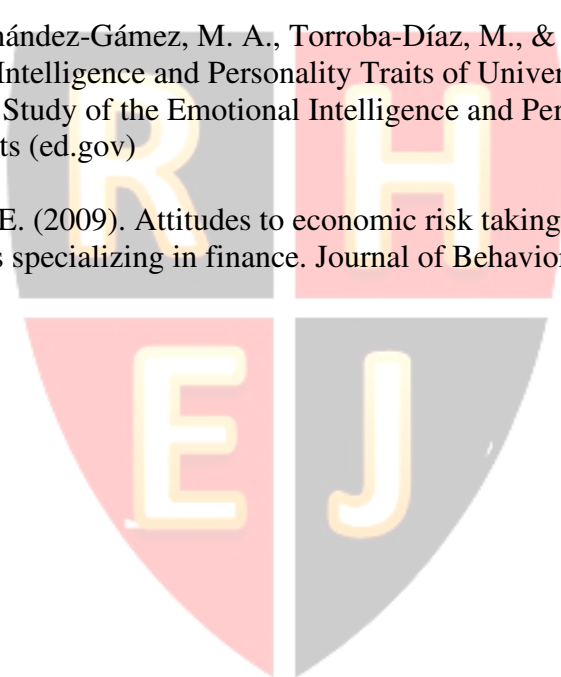 nández-Gámez, M. A., Torroba-Díaz, M., &
Intelligence and Personality Traits of Univer
Study of the Emotional Intelligence and Per
ts (ed.gov)
E. (2009). Attitudes to economic risk taking
s specializing in finance. Journal of Behavior
R H
E J